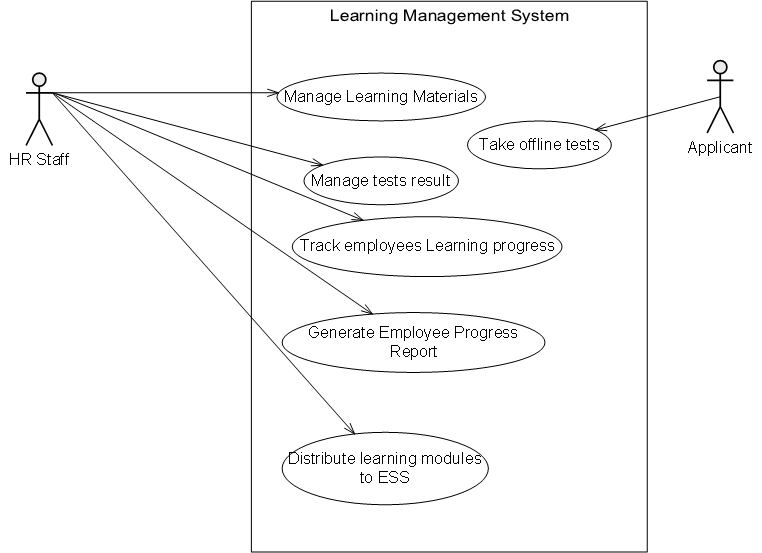 Learning Management System
Manage Learning Materials
Take offline tests
HR Staff
Applicant
Manage tests result
Track employees Learning progress
Generate Employee Progress
Report
Distribute learning modules
to ESS